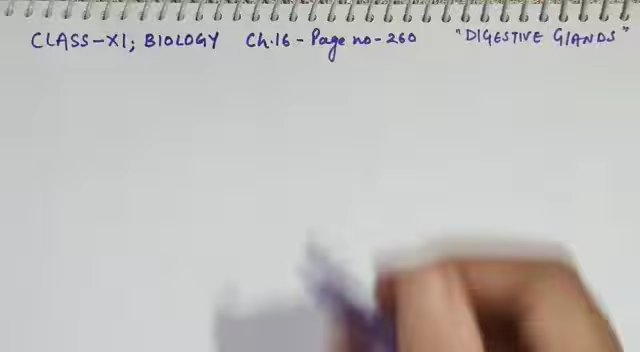 CLASS-XI; BIOLOGY Ch.16 - Page no - 260 "DIGESTIVE GlANDS"